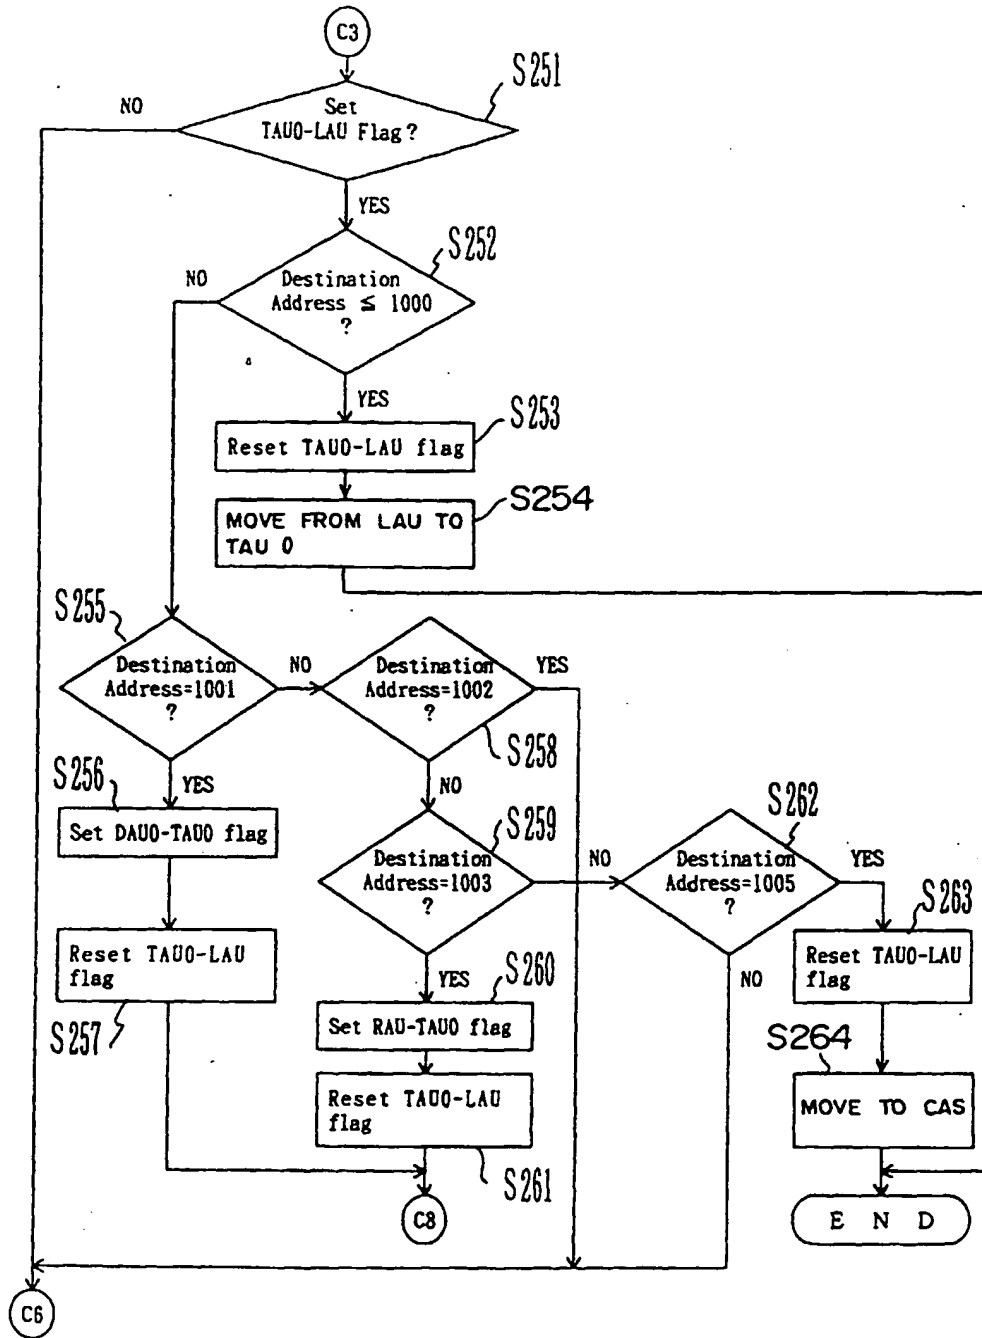 C3
S251
Set
TAU0-LAU Flag?
NO
YES
S252
Destination
Address ≦ 1000
?
NO
YES
S253
Reset TAU0-LAU flag
S254
MOVE FROM LAU TO
TAU 0
S255
Destination
Address=1001
?
NO
Destination
Address=1002
?
YES
S258
S256
YES
NO
Set DAU0-TAU0 flag
S259
Destination
Address=1003
?
NO
S262
Destination
Address=1005
?
YES
S263
Reset TAU0-LAU
flag
S257
YES
S260
NO
Reset TAU0-LAU
flag
Set RAU-TAU0 flag
S264
Reset TAU0-LAU
flag
MOVE TO CAS
S261
C8
E N D
C6